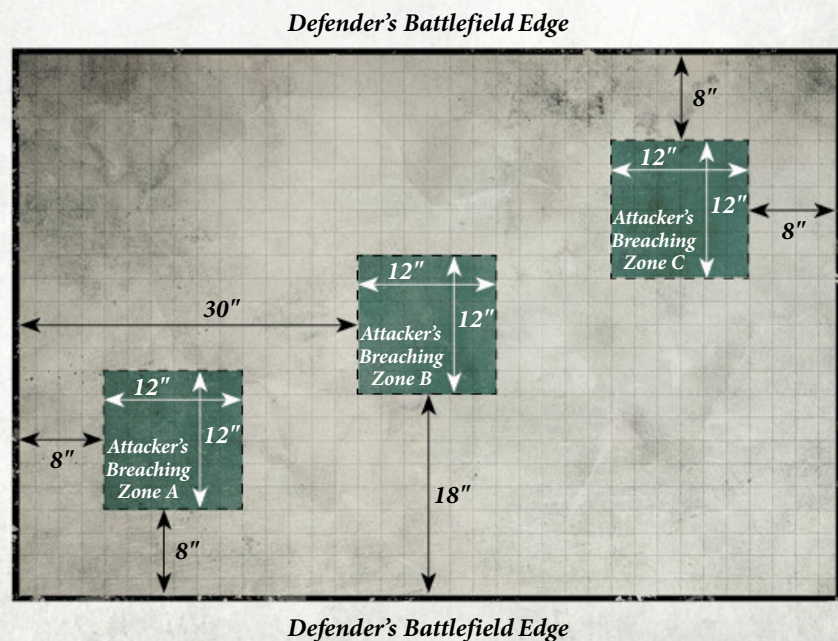 Defender's Battlefield Edge
8"
12"
12"
Attacker's
Breaching
Zone C
8"
12"
12"
Attacker's
Breaching
Zone B
30"
12"
12"
Attacker's
Breaching
Zone A
8"
18"
8"
Defender's Battlefield Edge